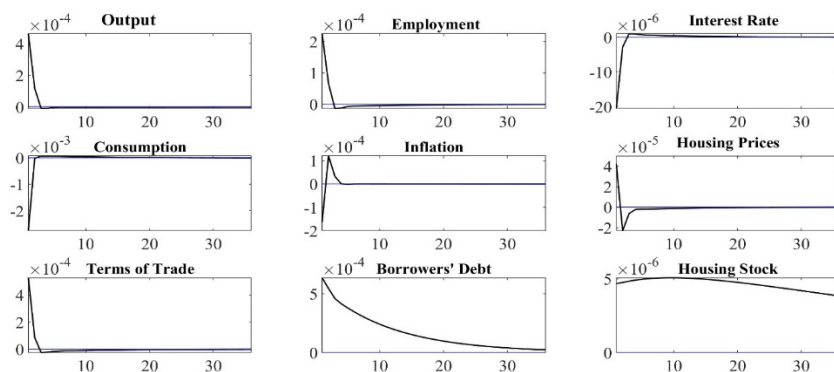 Output
×10⁻⁴
4
2
0
10 20 30
Employment
×10⁻⁴
2
1
0
10 20 30
Interest Rate
×10⁻⁶
0
-10
-20
10 20 30
Consumption
×10⁻³
0
-1
-2
10 20 30
Inflation
×10⁻⁴
1
0
-1
-2
10 20 30
Housing Prices
×10⁻⁵
4
2
0
-2
10 20 30
Terms of Trade
×10⁻⁴
4
2
0
10 20 30
Borrowers' Debt
×10⁻⁴
5
0
10 20 30
Housing Stock
×10⁻⁶
5
0
10 20 30